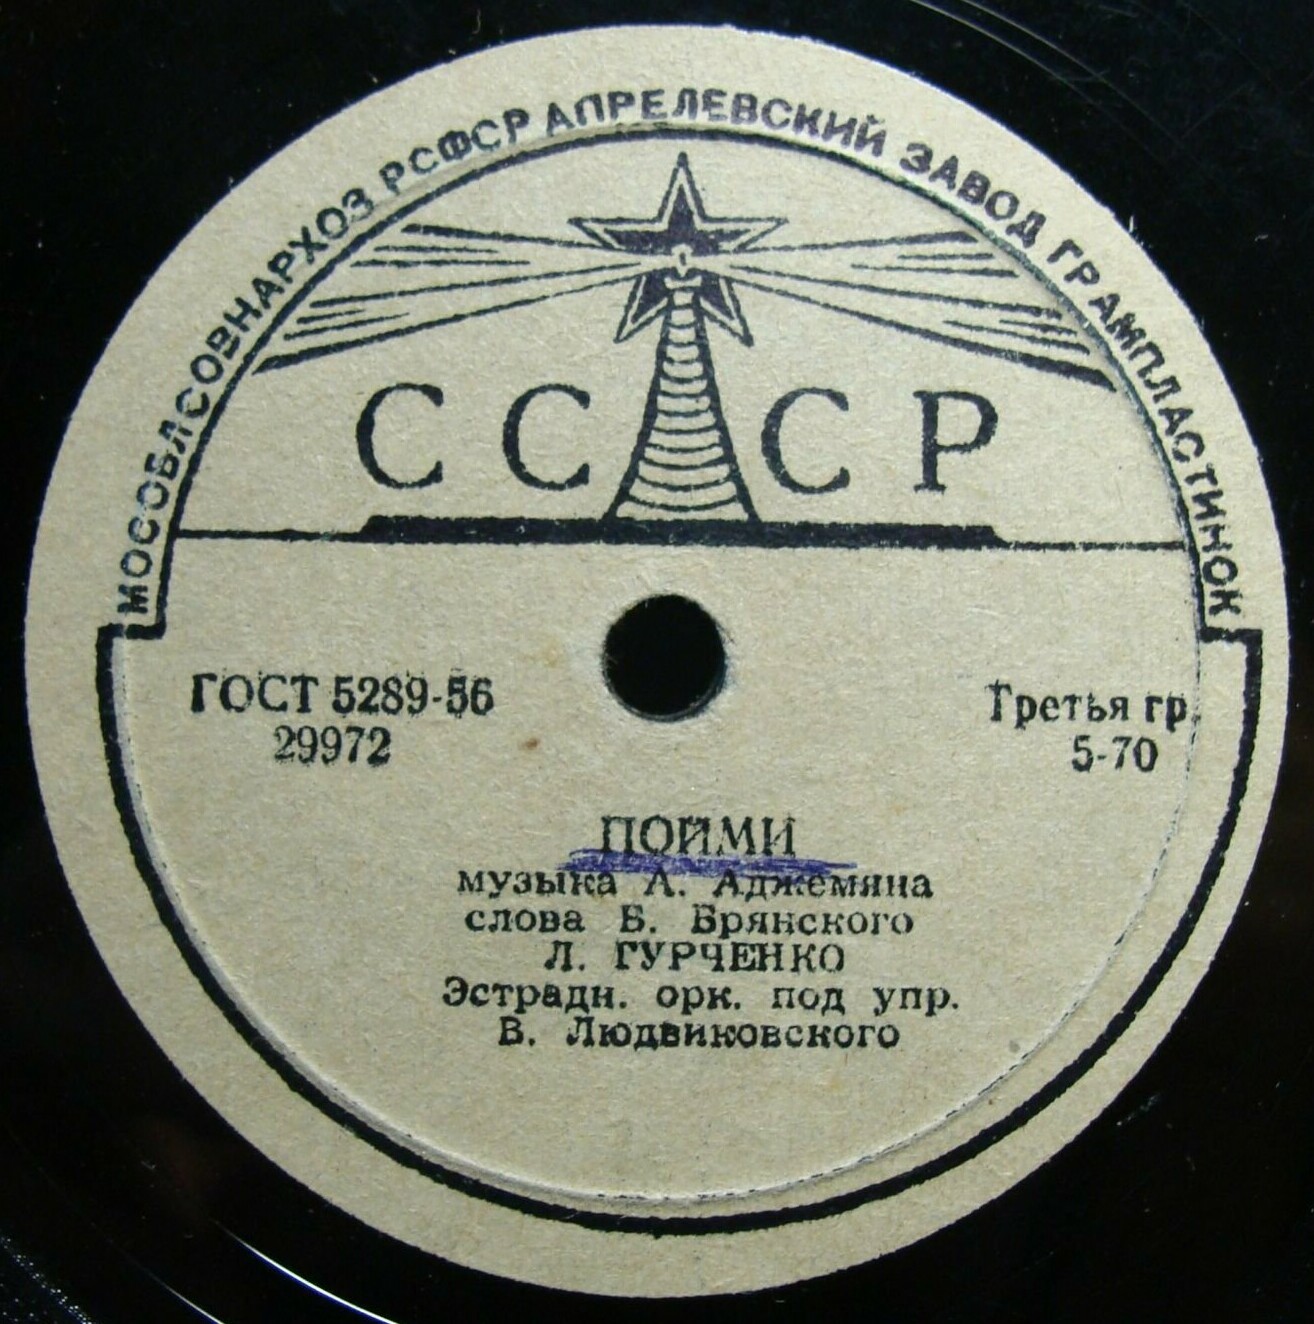 МОСОБЛСОВНАРХОЗ РСФСР АПРЕЛЕВСКИЙ ЗАВОД ГРАМПЛАСТИНОК
СССР
ГОСТ 5289-56
29972
Третья гр.
5-70
ПОЙМИ
музыка А. Аджемяна
слова Б. Брянского
Л. ГУРЧЕНКО
Эстрадн. орк. под упр.
В. Людвиковского